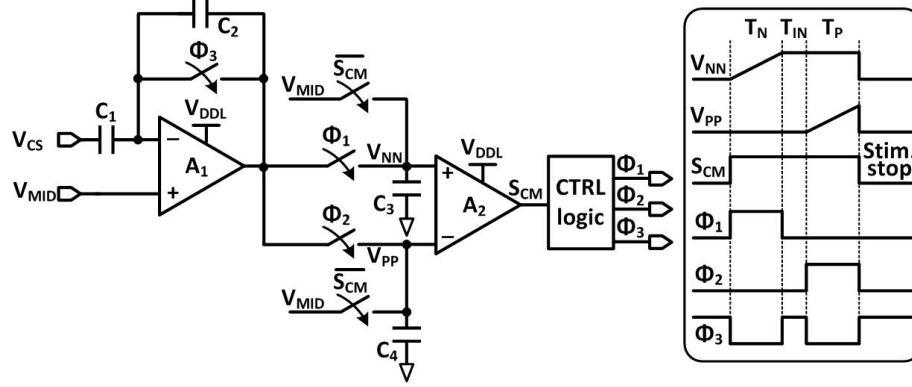 C2
Φ3
VDDL
C1
VCS
A1
VMID
VMID
SCM
Φ1
VNN
C3
Φ2
VPP
VMID
SCM
C4
VDDL
A2
SCM
CTRL
logic
Φ1
Φ2
Φ3
TN TIN TP
VNN
VPP
SCM
Stim.
stop
Φ1
Φ2
Φ3